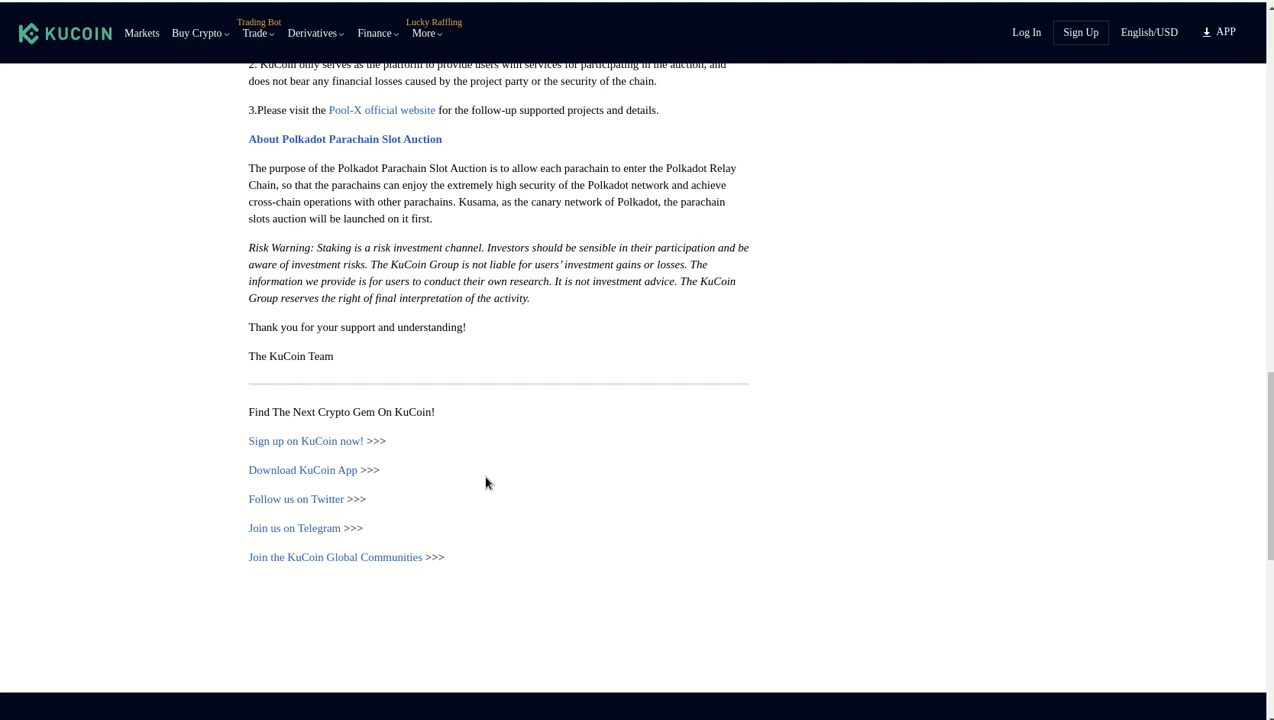 KUCOIN
Markets
Buy Crypto
Trading Bot
Trade
Derivatives
Finance
Lucky Raffling
More
Log In
Sign Up
English/USD
APP
2. KuCoin only serves as the platform to provide users with services for participating in the auction, and
does not bear any financial losses caused by the project party or the security of the chain.
3.Please visit the Pool-X official website for the follow-up supported projects and details.
About Polkadot Parachain Slot Auction
The purpose of the Polkadot Parachain Slot Auction is to allow each parachain to enter the Polkadot Relay
Chain, so that the parachains can enjoy the extremely high security of the Polkadot network and achieve
cross-chain operations with other parachains. Kusama, as the canary network of Polkadot, the parachain
slots auction will be launched on it first.
Risk Warning: Staking is a risk investment channel. Investors should be sensible in their participation and be
aware of investment risks. The KuCoin Group is not liable for users’ investment gains or losses. The
information we provide is for users to conduct their own research. It is not investment advice. The KuCoin
Group reserves the right of final interpretation of the activity.
Thank you for your support and understanding!
The KuCoin Team
Find The Next Crypto Gem On KuCoin!
Sign up on KuCoin now! >>>
Download KuCoin App >>>
Follow us on Twitter >>>
Join us on Telegram >>>
Join the KuCoin Global Communities >>>